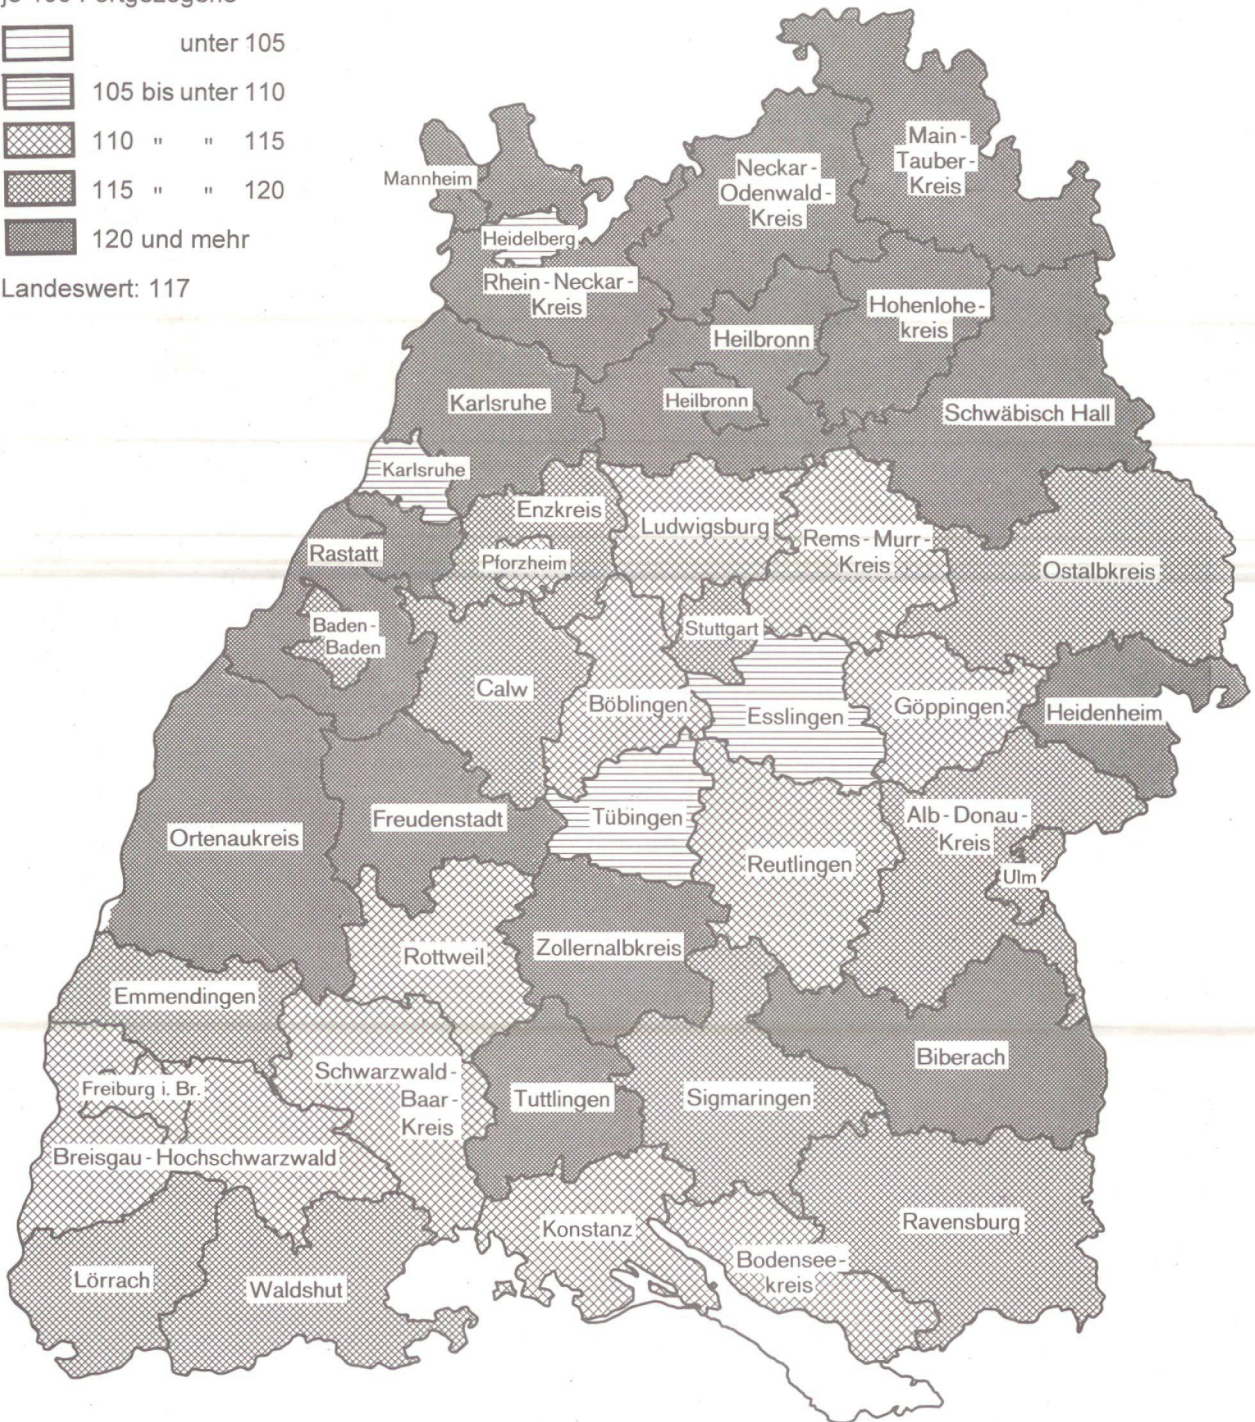 unter 105
105 bis unter 110
110 " " 115
115 " " 120
120 und mehr
Landeswert: 117
Main-
Tauber-
Kreis
Neckar-
Odenwald-
Kreis
Mannheim
Heidelberg
Rhein-Neckar-
Kreis
Hohenlohe-
kreis
Heilbronn
Heilbronn
Karlsruhe
Schwäbisch Hall
Karlsruhe
Enzkreis
Ludwigsburg
Rems-Murr-
Kreis
Rastatt
Pforzheim
Ostalbkreis
Baden-
Baden
Stuttgart
Calw
Böblingen
Esslingen
Göppingen
Heidenheim
Ortenaukreis
Freudenstadt
Tübingen
Alb-Donau-
Kreis
Reutlingen
Ulm
Rottweil
Zollernalbkreis
Emmendingen
Biberach
Freiburg i. Br.
Schwarzwald-
Baar-
Kreis
Tuttlingen
Sigmaringen
Breisgau-Hochschwarzwald
Konstanz
Ravensburg
Bodensee-
kreis
Lörrach
Waldshut